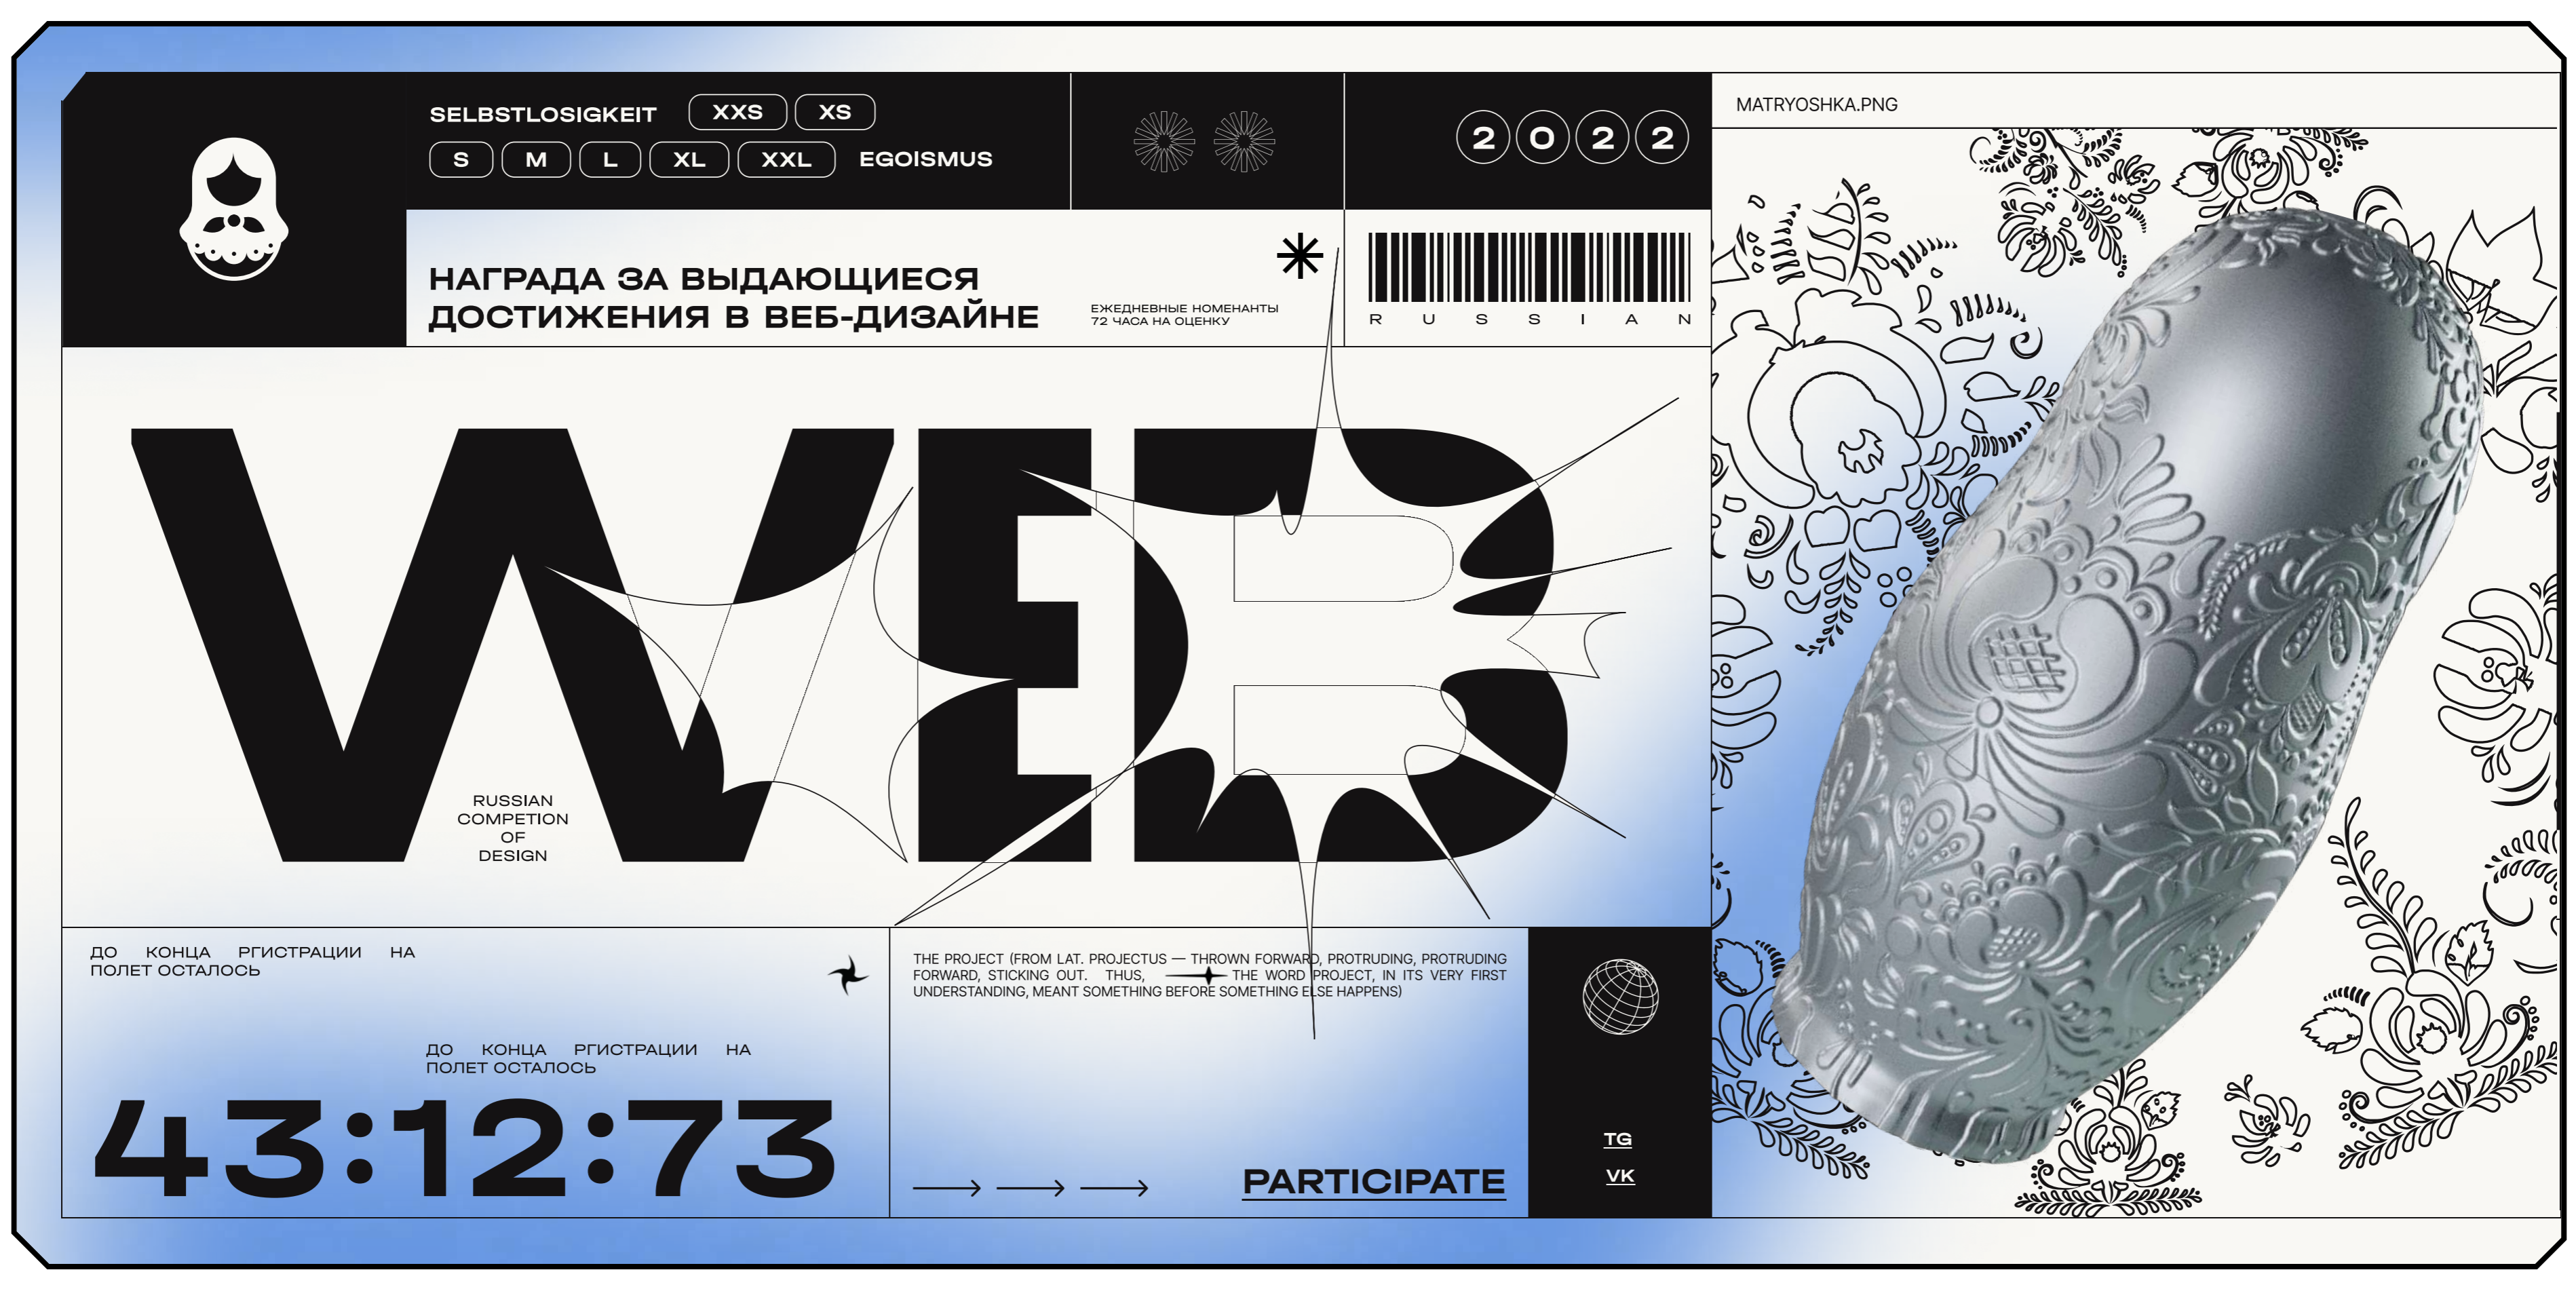 SELBSTLOSIGKEIT XXS XS
S M L XL XXL EGOISMUS
2022
MATRYOSHKA.PNG
НАГРАДА ЗА ВЫДАЮЩИЕСЯ
ДОСТИЖЕНИЯ В ВЕБ-ДИЗАЙНЕ
ЕЖЕДНЕВНЫЕ НОМЕНАНТЫ
72 ЧАСА НА ОЦЕНКУ
RUSSIAN
WEB
RUSSIAN
COMPETION
OF
DESIGN
ДО КОНЦА РГИСТРАЦИИ НА
ПОЛЕТ ОСТАЛОСЬ
ДО КОНЦА РГИСТРАЦИИ НА
ПОЛЕТ ОСТАЛОСЬ
43:12:73
THE PROJECT (FROM LAT. PROJECTUS — THROWN FORWARD, PROTRUDING, PROTRUDING
FORWARD, STICKING OUT. THUS, THE WORD PROJECT, IN ITS VERY FIRST
UNDERSTANDING, MEANT SOMETHING BEFORE SOMETHING ELSE HAPPENS)
PARTICIPATE
TG
VK